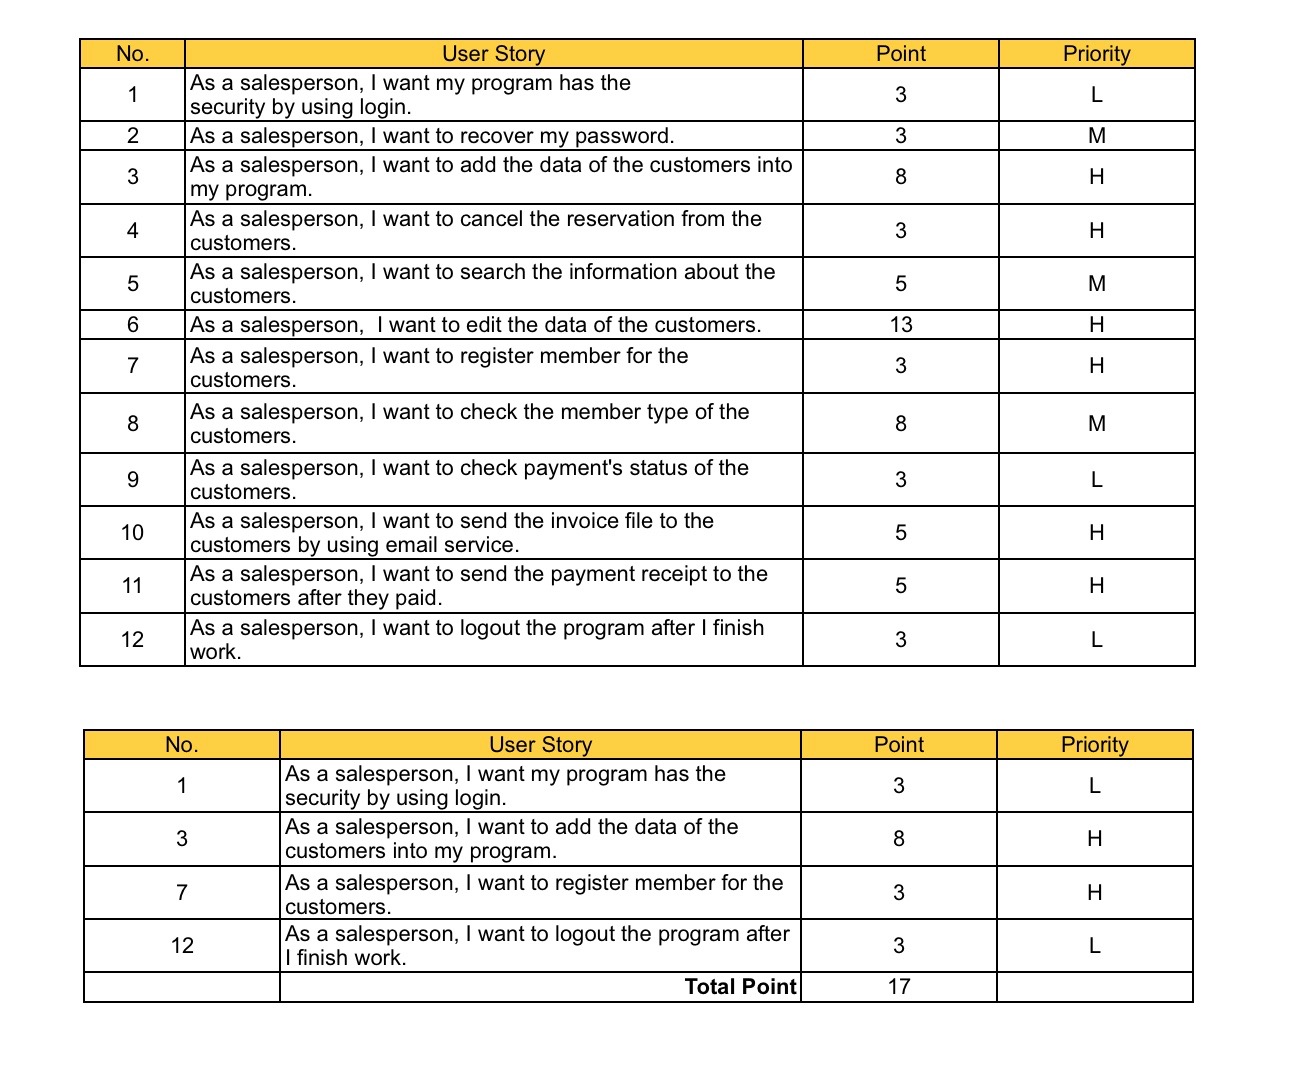 No. User Story Point Priority
1 As a salesperson, I want my program has the
security by using login. 3 L
2 As a salesperson, I want to recover my password. 3 M
3 As a salesperson, I want to add the data of the customers into
my program. 8 H
4 As a salesperson, I want to cancel the reservation from the
customers. 3 H
5 As a salesperson, I want to search the information about the
customers. 5 M
6 As a salesperson,  I want to edit the data of the customers. 13 H
7 As a salesperson, I want to register member for the
customers. 3 H
8 As a salesperson, I want to check the member type of the
customers. 8 M
9 As a salesperson, I want to check payment's status of the
customers. 3 L
10 As a salesperson, I want to send the invoice file to the
customers by using email service. 5 H
11 As a salesperson, I want to send the payment receipt to the
customers after they paid. 5 H
12 As a salesperson, I want to logout the program after I finish
work. 3 L
No. User Story Point Priority
1 As a salesperson, I want my program has the
security by using login. 3 L
3 As a salesperson, I want to add the data of the
customers into my program. 8 H
7 As a salesperson, I want to register member for the
customers. 3 H
12 As a salesperson, I want to logout the program after
I finish work. 3 L
Total Point 17